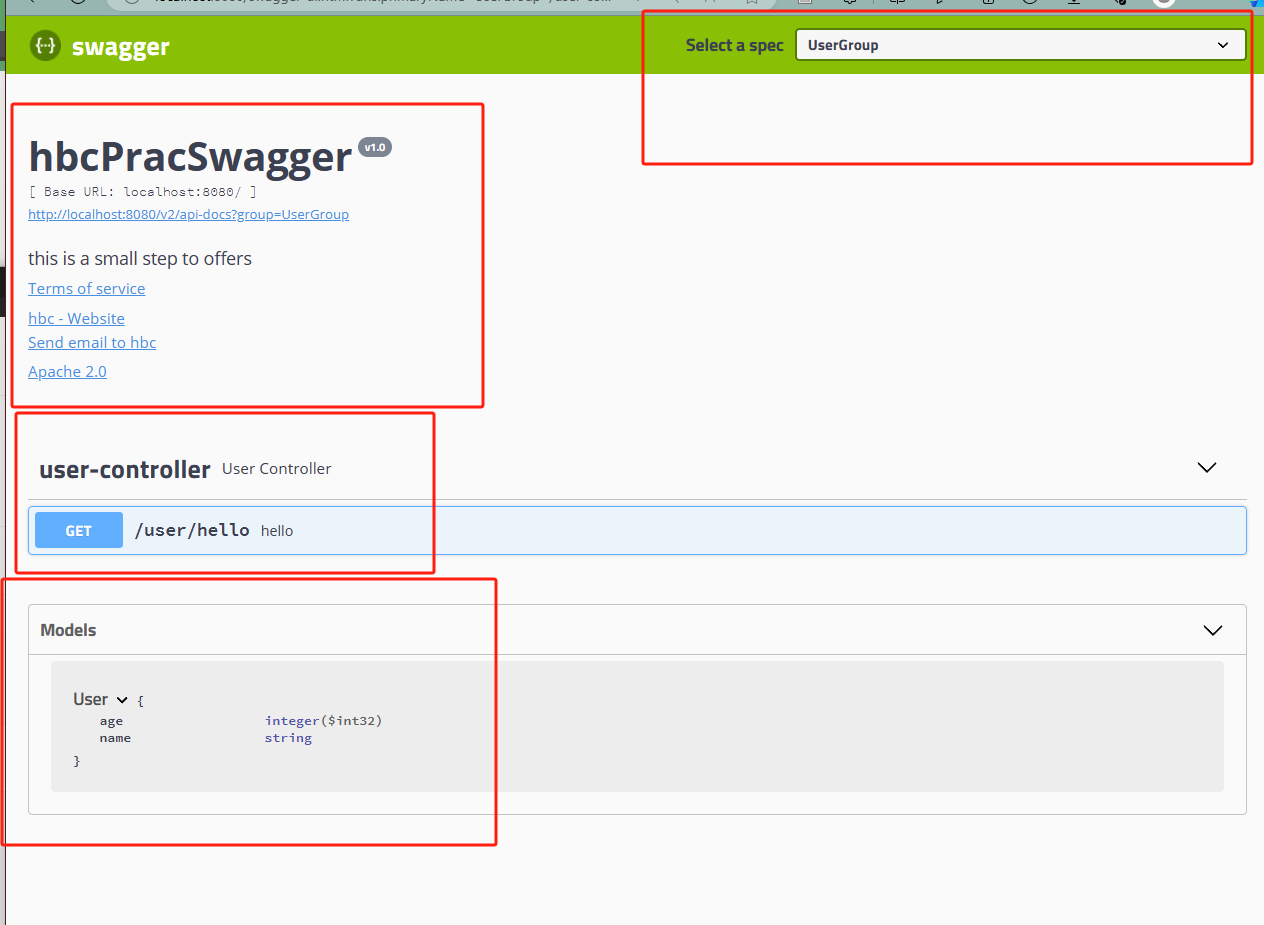 swagger
Select a spec
UserGroup
hbcPracSwagger v1.0
[ Base URL: localhost:8080/ ]
http://localhost:8080/v2/api-docs?group=UserGroup
this is a small step to offers
Terms of service
hbc - Website
Send email to hbc
Apache 2.0
user-controller User Controller
GET /user/hello hello
Models
User {
age integer($int32)
name string
}